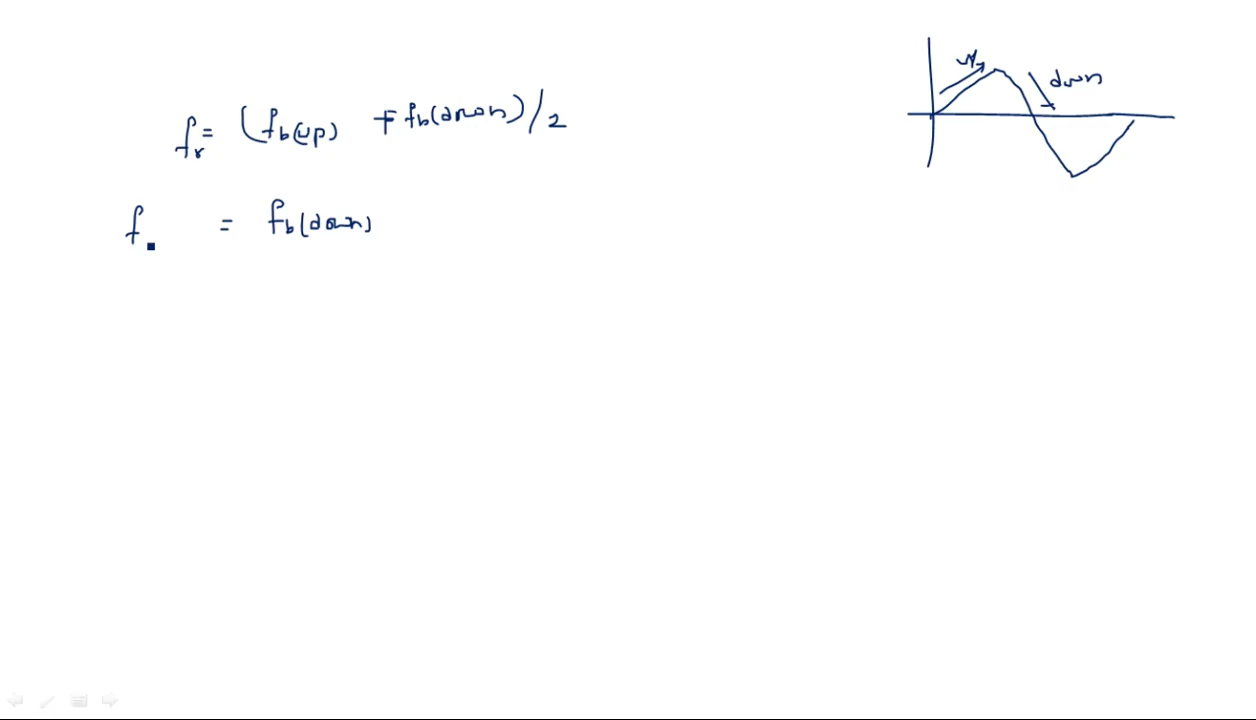 up
down
fr = (fb(up) + fb(down))/2
f = fb(down)